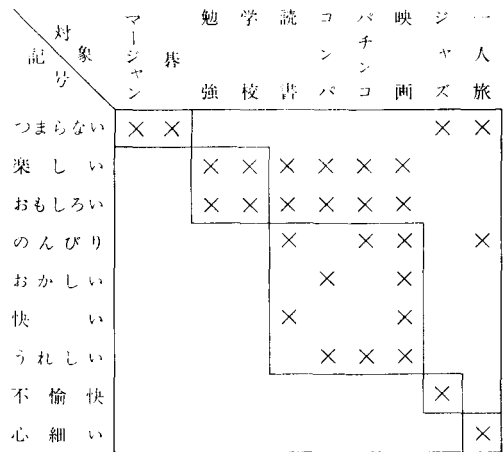 対象
記号
マージャン 碁 勉強 学校 読書 コンパ パチンコ 映画 ジャズ 一人旅
つまらない × × × ×
楽しい × × × × × ×
おもしろい × × × × × ×
のんびり × × × ×
おかしい × ×
快い × ×
うれしい × × ×
不愉快 ×
心細い ×